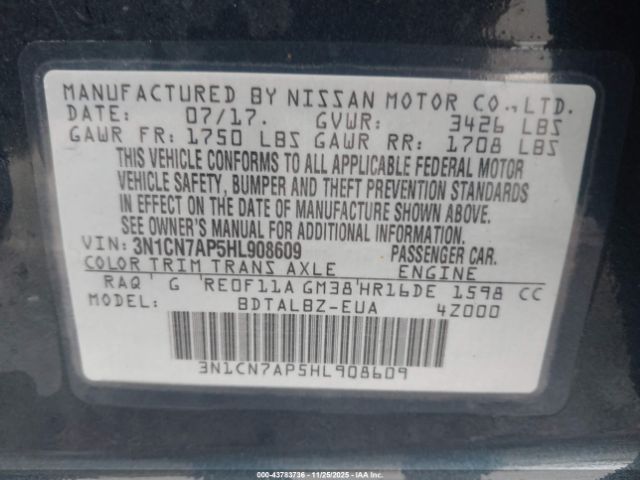 MANUFACTURED BY NISSAN MOTOR CO.,LTD.
DATE: 07/17. GVWR: 3426 LBS
GAWR FR: 1750 LBS GAWR RR: 1708 LBS
THIS VEHICLE CONFORMS TO ALL APPLICABLE FEDERAL MOTOR
VEHICLE SAFETY, BUMPER AND THEFT PREVENTION STANDARDS
IN EFFECT ON THE DATE OF MANUFACTURE SHOWN ABOVE.
SEE OWNER'S MANUAL FOR ADDITIONAL INFORMATION.
VIN: 3N1CN7AP5HL908609 PASSENGER CAR.
COLOR TRIM TRANS AXLE ENGINE
RAQ ' G RE0F11A GM38'HR16DE 1598 CC
MODEL: BDTALBZ-EUA 4Z000
3N1CN7AP5HL908609
© 43783736 - 11/25/2025 - IAA, Inc.